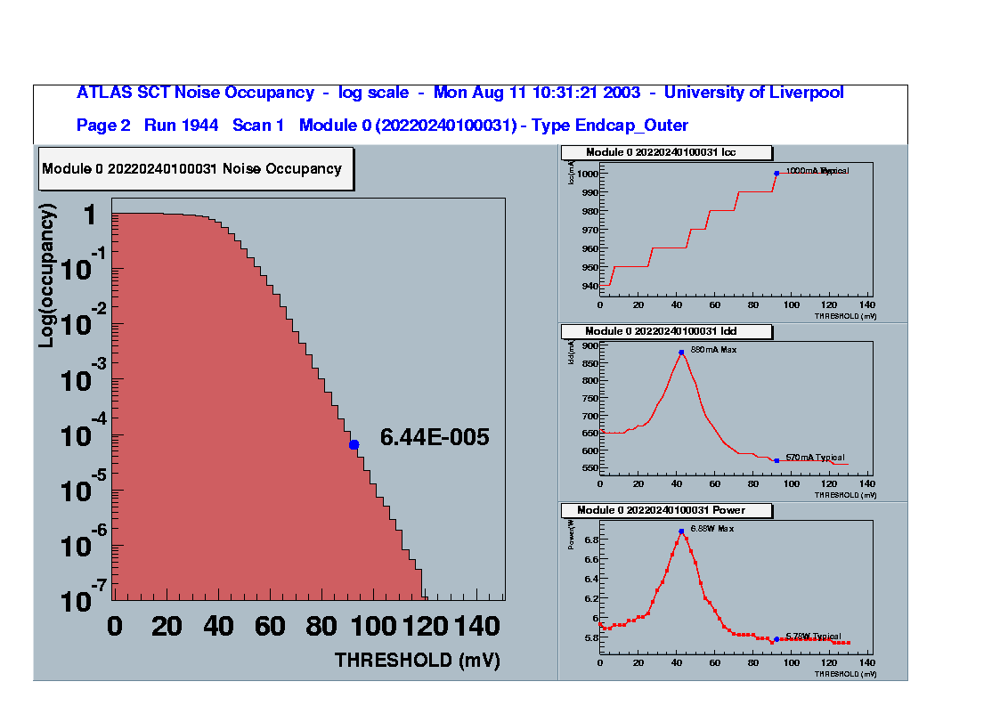 ATLAS SCT Noise Occupancy - log scale - Mon Aug 11 10:31:21 2003 - University of Liverpool
Page 2 Run 1944 Scan 1 Module 0 (20220240100031) - Type Endcap_Outer
Module 0 20220240100031 Noise Occupancy
Log(occupancy)
1
10-1
10-2
10-3
10-4
10-5
10-6
10-7
6.44E-005
0 20 40 60 80 100 120 140
THRESHOLD (mV)
Module 0 20220240100031 Icc
Icc(mA)
1000
990
980
970
960
950
940
1000mA Typical
0 20 40 60 80 100 120 140
THRESHOLD (mV)
Module 0 20220240100031 Idd
Idd(mA)
900
850
800
750
700
650
600
550
880mA Max
570mA Typical
0 20 40 60 80 100 120 140
THRESHOLD (mV)
Module 0 20220240100031 Power
Power(W
6.8
6.6
6.4
6.2
6
5.8
6.88W Max
5.78W Typical
0 20 40 60 80 100 120 140
THRESHOLD (mV)